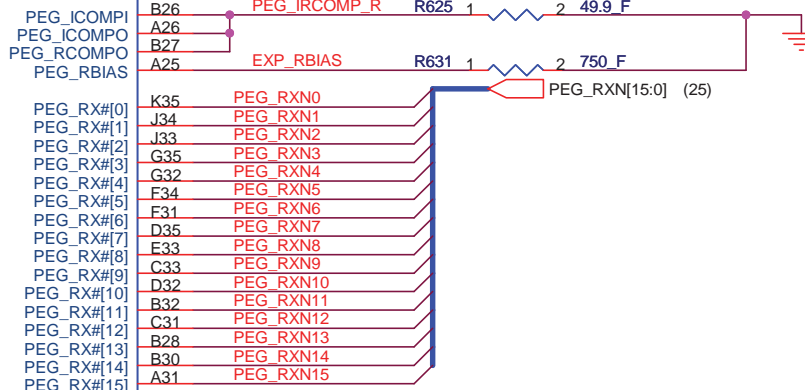 PEG_ICOMPI B26 PEG_IRCOMP_R R625 1 2 49.9_F
PEG_ICOMPO A26
PEG_RCOMPO B27
PEG_RBIAS A25 EXP_RBIAS R631 1 2 750_F
PEG_RXN[15:0] (25)
PEG_RX#[0] K35 PEG_RXN0
PEG_RX#[1] J34 PEG_RXN1
PEG_RX#[2] J33 PEG_RXN2
PEG_RX#[3] G35 PEG_RXN3
PEG_RX#[4] G32 PEG_RXN4
PEG_RX#[5] F34 PEG_RXN5
PEG_RX#[6] F31 PEG_RXN6
PEG_RX#[7] D35 PEG_RXN7
PEG_RX#[8] E33 PEG_RXN8
PEG_RX#[9] C33 PEG_RXN9
PEG_RX#[10] D32 PEG_RXN10
PEG_RX#[11] B32 PEG_RXN11
PEG_RX#[12] C31 PEG_RXN12
PEG_RX#[13] B28 PEG_RXN13
PEG_RX#[14] B30 PEG_RXN14
PEG_RX#[15] A31 PEG_RXN15